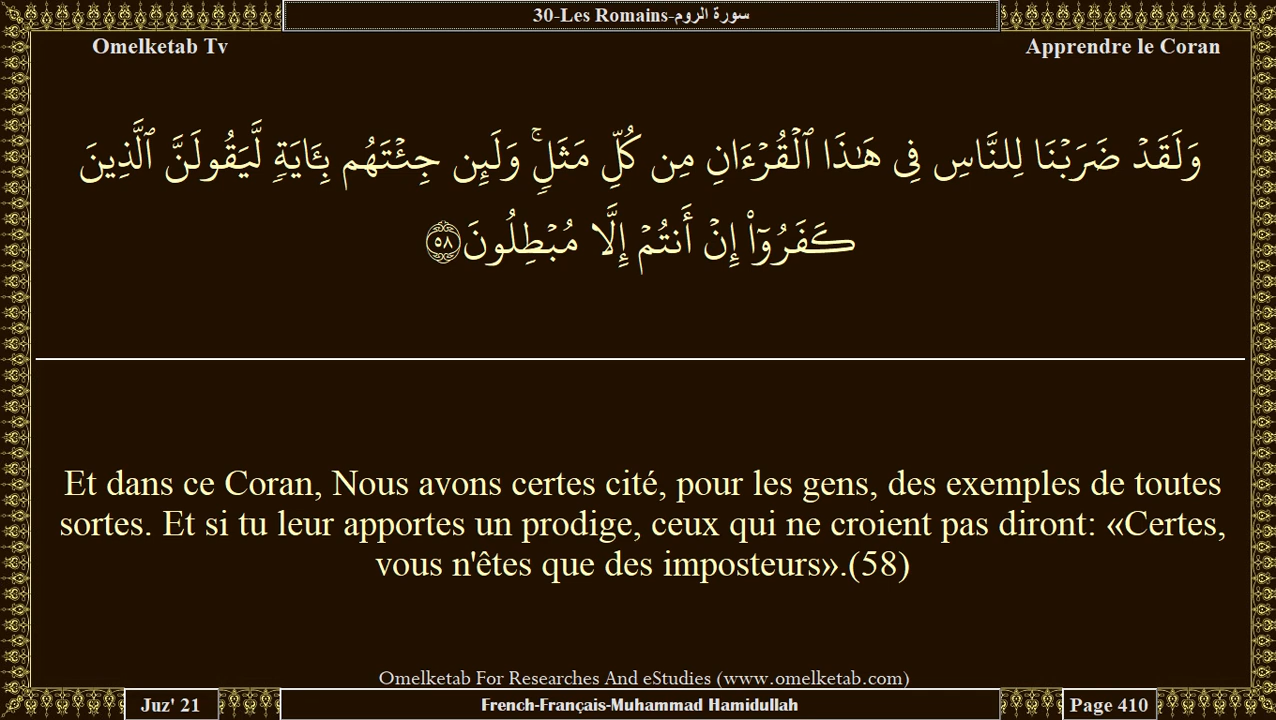 30-Les Romains-سورة الروم
Omelketab Tv
Apprendre le Coran
وَلَقَدۡ ضَرَبۡنَا لِلنَّاسِ فِي هَٰذَا ٱلۡقُرۡءَانِ مِن كُلِّ مَثَلٖۚ وَلَئِن جِئۡتَهُم بِـَٔايَةٖ لَّيَقُولَنَّ ٱلَّذِينَ
كَفَرُوٓاْ إِنۡ أَنتُمۡ إِلَّا مُبۡطِلُونَ ٥٨
Et dans ce Coran, Nous avons certes cité, pour les gens, des exemples de toutes
sortes. Et si tu leur apportes un prodige, ceux qui ne croient pas diront: «Certes,
vous n'êtes que des imposteurs».(58)
Omelketab For Researches And eStudies (www.omelketab.com)
Juz' 21
French-Français-Muhammad Hamidullah
Page 410